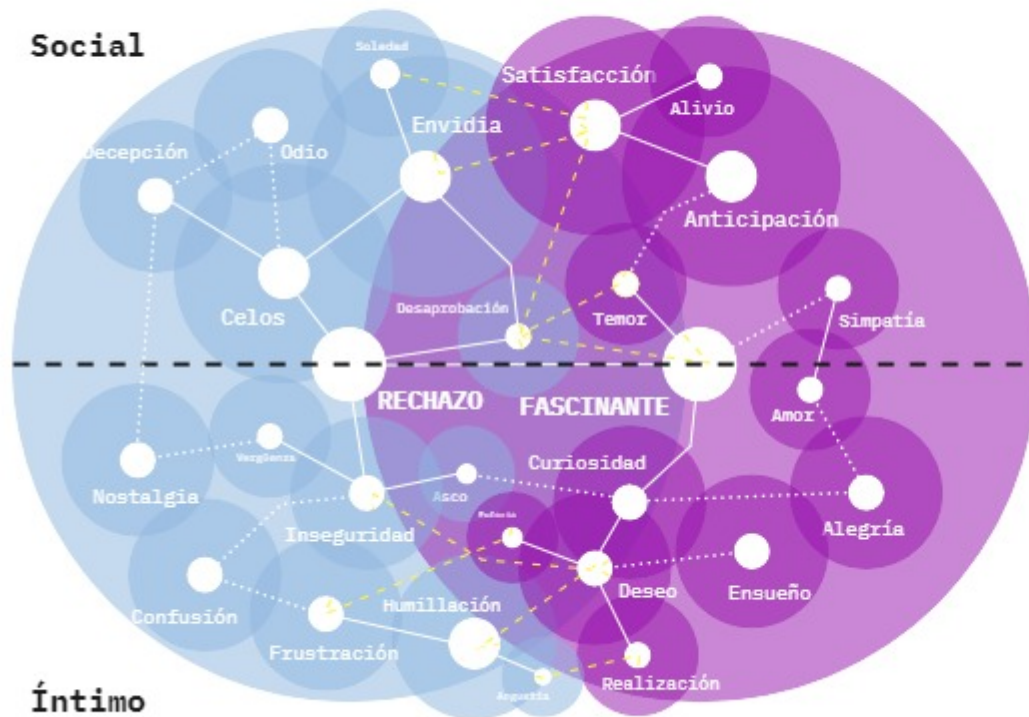 Social
Soledad
Satisfacción
Alivio
Envidia
Decepción
Odio
Anticipación
Desaprobación
Temor
Simpatía
Celos
RECHAZO
FASCINANTE
Amor
Vergüenza
Curiosidad
Nostalgia
Asco
Alegría
Inseguridad
Deseo
Ensueño
Humillación
Confusión
Frustración
Angustia
Realización
Íntimo